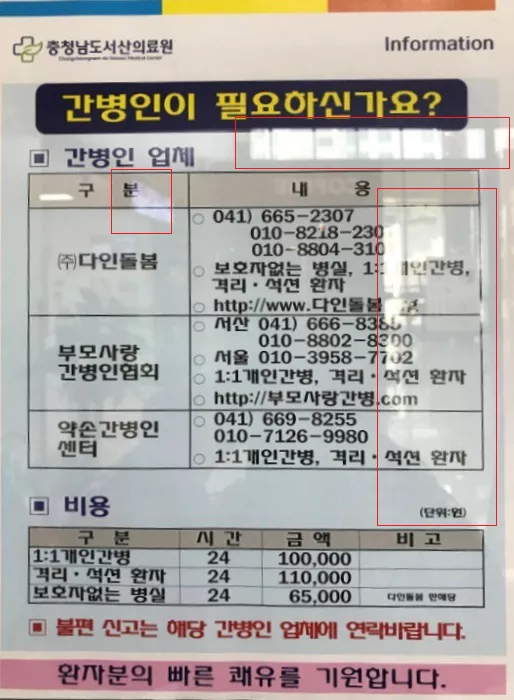 충청남도서산의료원
Chungcheongnam-do Seosan Medical Center
Information
간병인이 필요하신가요?
▣ 간병인 업체
구 분 내 용
㈜다인돌봄
○ 041) 665-2307
○ 보호자없는 병실, 1:1개인간병,
격리·석션 환자
○ http://www.다인돌봄
부모사랑
간병인협회
○ 서산 041) 666-8385
010-8802-8300
○ 서울 010-3958-7702
○ 1:1개인간병, 격리·석션 환자
○ http://부모사랑간병.com
약손간병인
센터
○ 041) 669-8255
010-7126-9980
○ 1:1개인간병, 격리·석션 환자
▣ 비용
(단위:원)
구 분 시 간 금 액 비 고
1:1개인간병 24 100,000
격리·석션 환자 24 110,000
보호자없는 병실 24 65,000 다인돌봄 만해당
▣ 불편 신고는 해당 간병인 업체에 연락바랍니다.
환자분의 빠른 쾌유를 기원합니다.